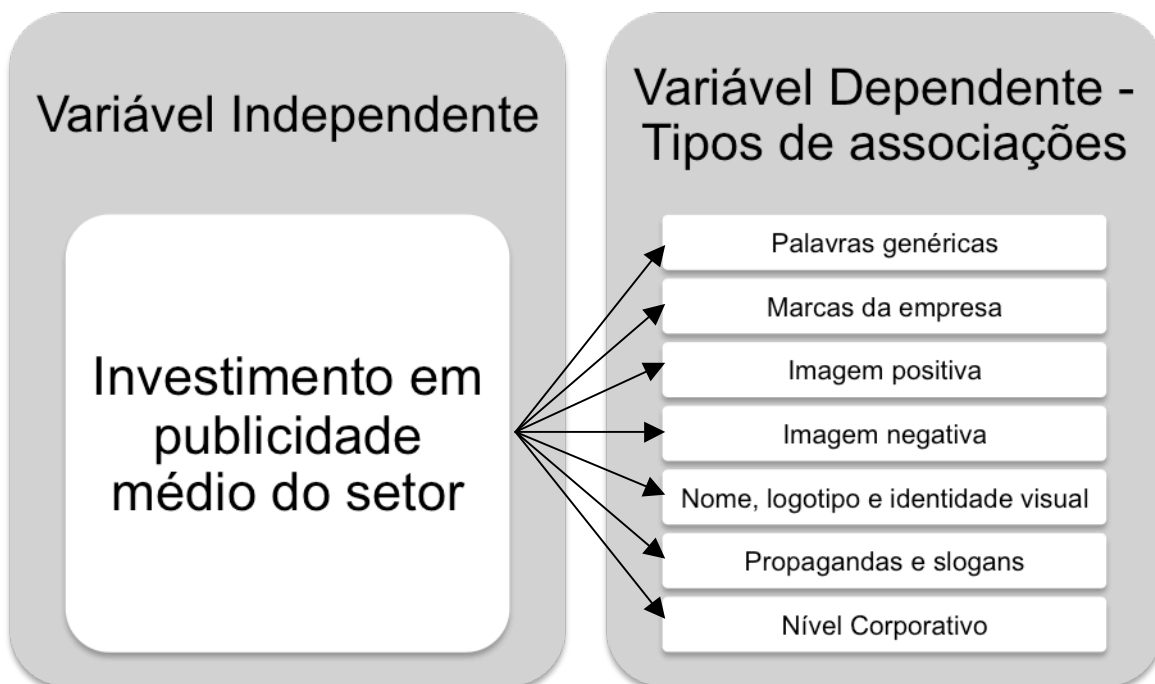 Variável Independente
Investimento em
publicidade
médio do setor
Variável Dependente -
Tipos de associações
Palavras genéricas
Marcas da empresa
Imagem positiva
Imagem negativa
Nome, logotipo e identidade visual
Propagandas e slogans
Nível Corporativo